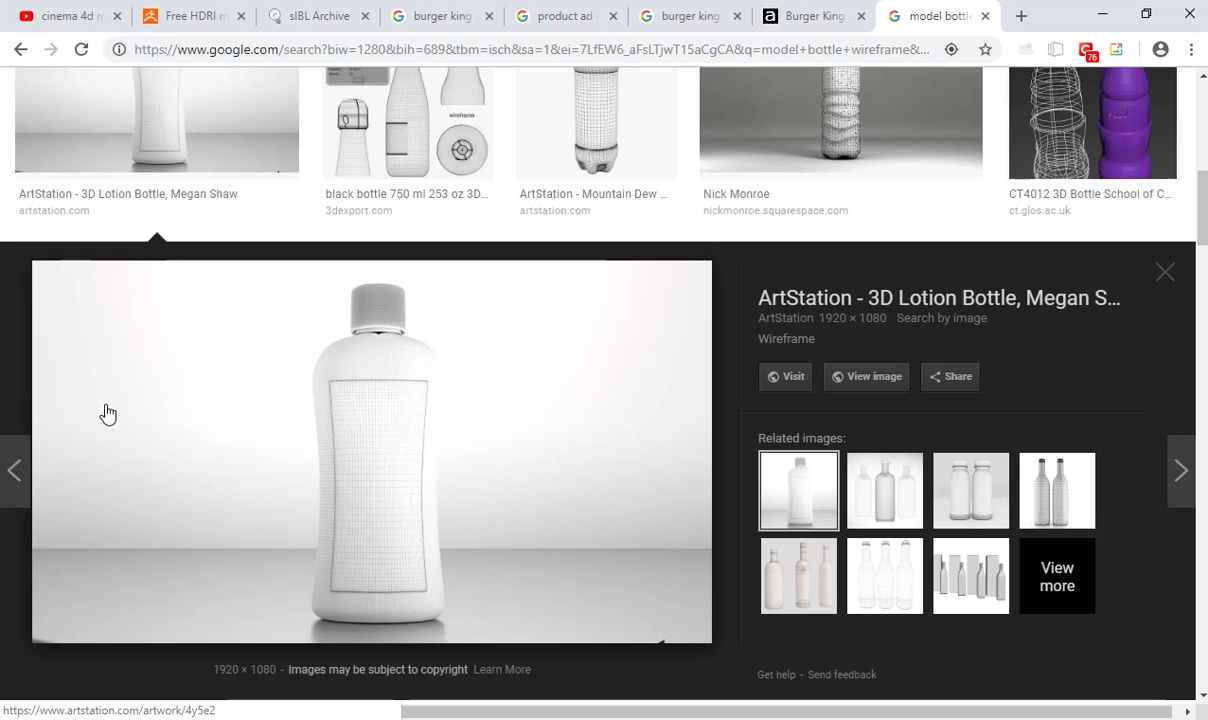 cinema 4d m
Free HDRI m
sIBL Archive
burger king
product ad -
burger king
Burger King
model bottl
https://www.google.com/search?biw=1280&bih=689&tbm=isch&sa=1&ei=7LfEW6_aFsLTjwT15aCgCA&q=model+bottle+wireframe&...
76
wireframe
ArtStation - 3D Lotion Bottle, Megan Shaw
artstation.com
black bottle 750 ml 253 oz 3D...
3dexport.com
ArtStation - Mountain Dew ...
artstation.com
Nick Monroe
nickmonroe.squarespace.com
CT4012 3D Bottle School of C...
ct.glos.ac.uk
ArtStation - 3D Lotion Bottle, Megan S...
ArtStation 1920 × 1080 Search by image
Wireframe
Visit
View image
Share
Related images:
View
more
1920 × 1080 - Images may be subject to copyright Learn More
Get help - Send feedback
https://www.artstation.com/artwork/4y5e2